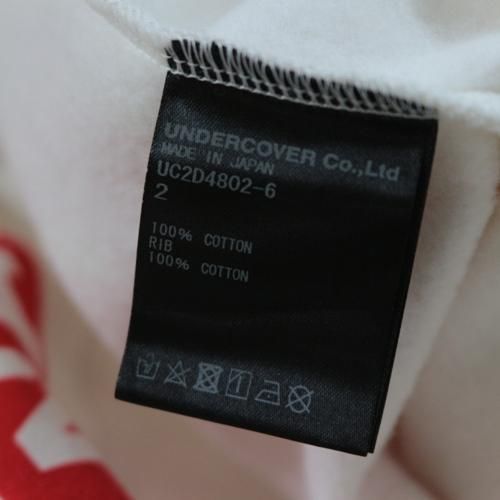 UNDERCOVER Co.,Ltd
MADE IN JAPAN
UC2D4802-6
2
100% COTTON
RIB
100% COTTON